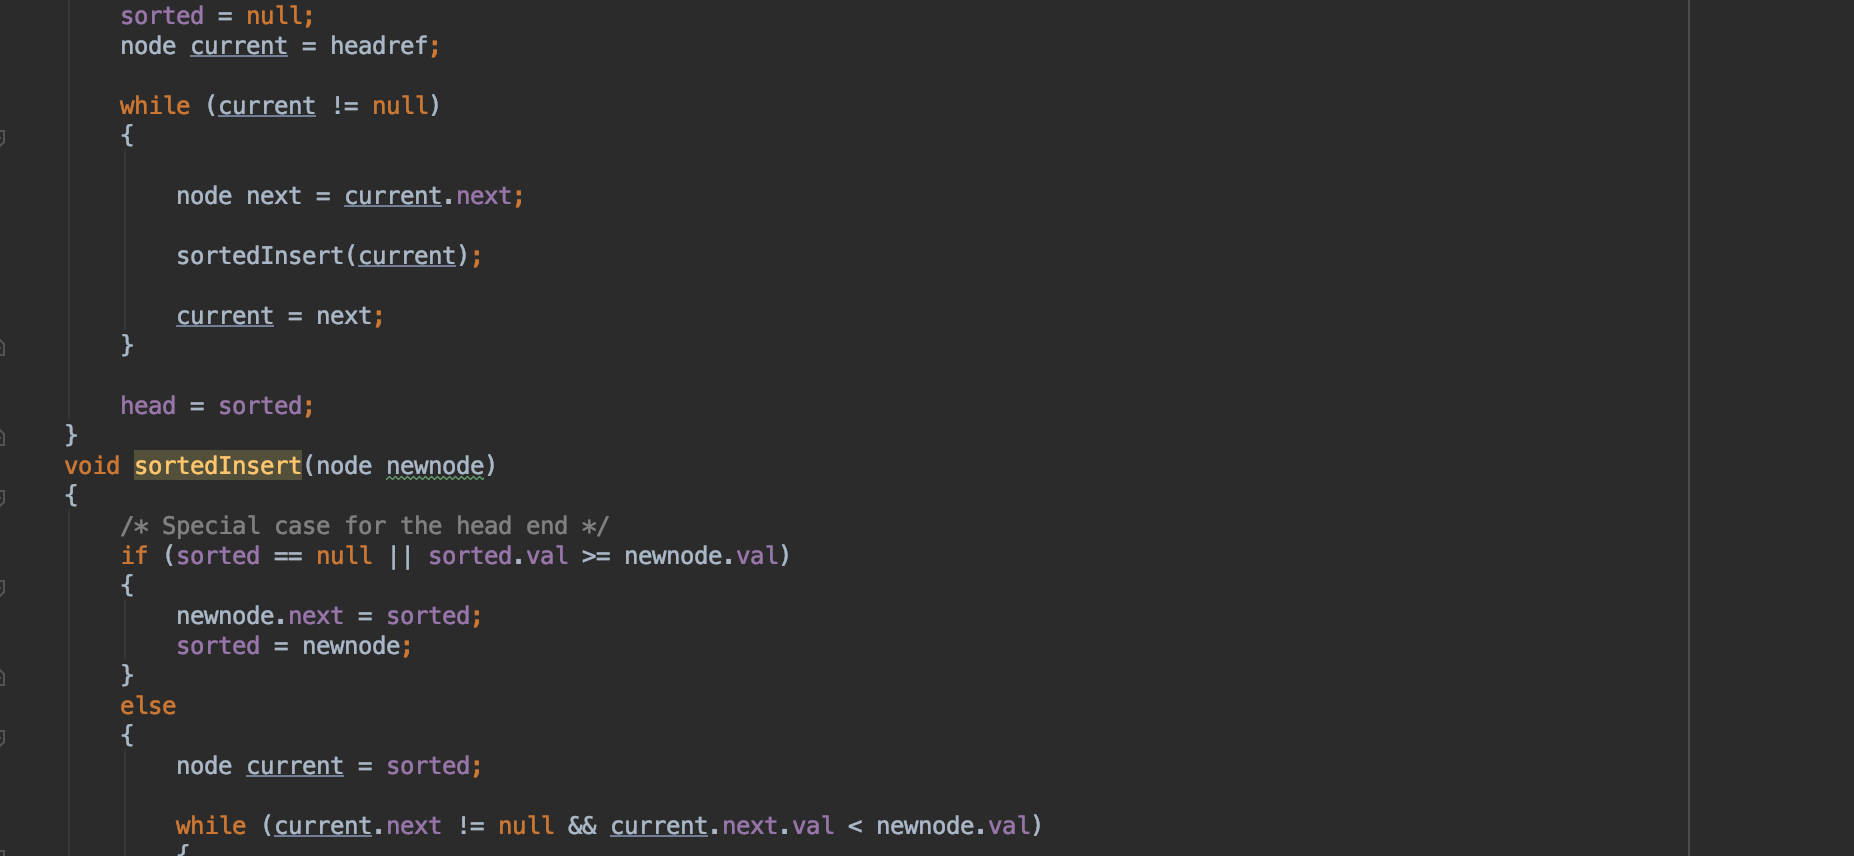 sorted = null;
node current = headref;
while (current != null)
{
node next = current.next;
sortedInsert(current);
current = next;
}
head = sorted;
}
void sortedInsert(node newnode)
{
/* Special case for the head end */
if (sorted == null || sorted.val >= newnode.val)
{
newnode.next = sorted;
sorted = newnode;
}
else
{
node current = sorted;
while (current.next != null && current.next.val < newnode.val)
{